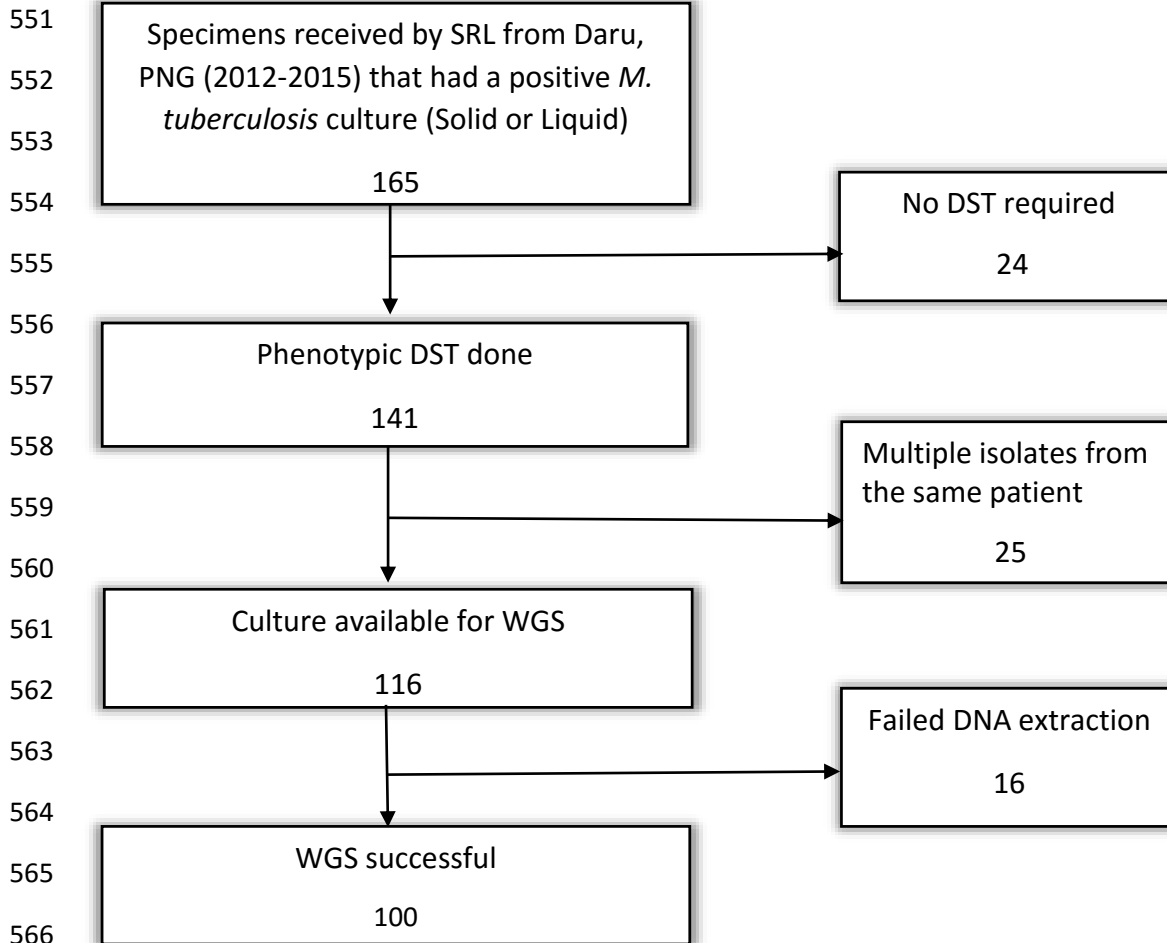 551
Specimens received by SRL from Daru,
552
PNG (2012-2015) that had a positive M.
tuberculosis culture (Solid or Liquid)
553
165
554
No DST required
555
24
556
Phenotypic DST done
557
141
558
Multiple isolates from
the same patient
559
25
560
Culture available for WGS
561
116
562
Failed DNA extraction
563
16
564
WGS successful
565
100
566